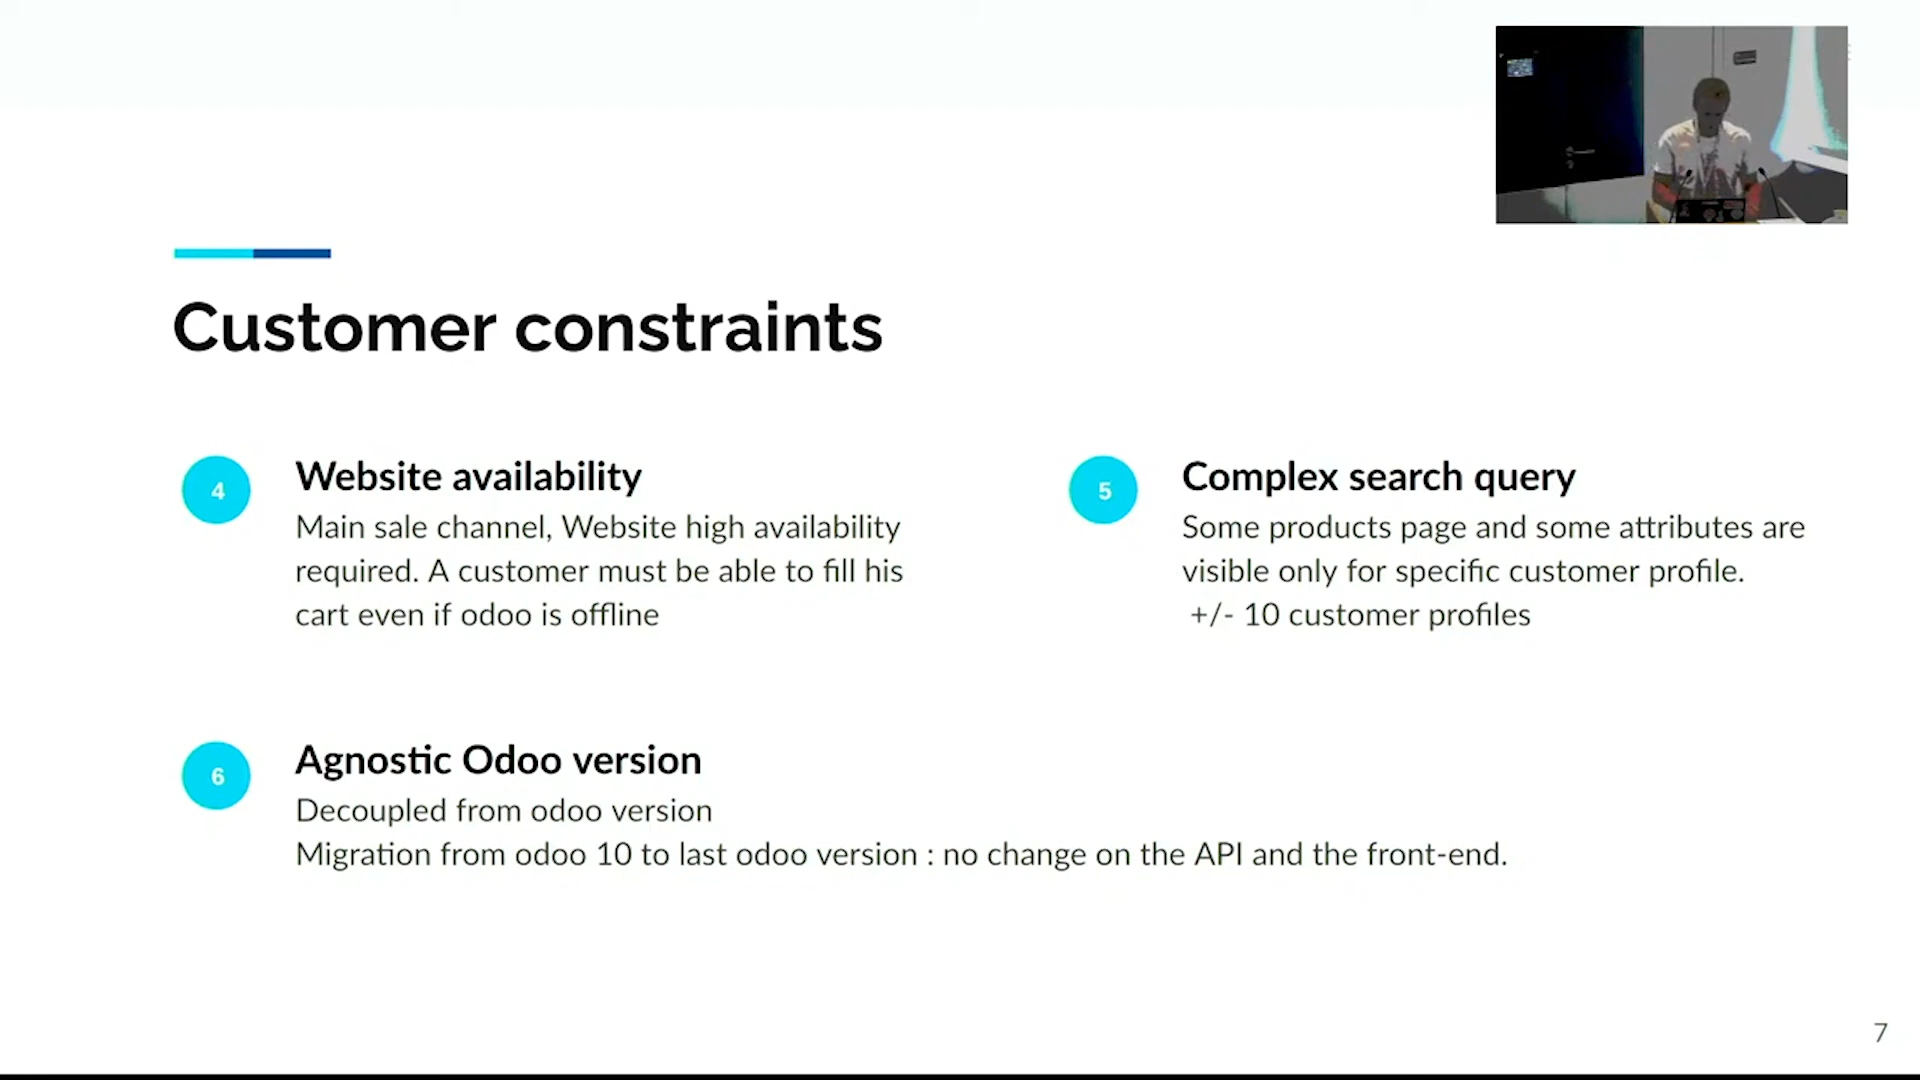 Customer constraints
4
Website availability
Main sale channel, Website high availability
required. A customer must be able to fill his
cart even if odoo is offline
5
Complex search query
Some products page and some attributes are
visible only for specific customer profile.
+/- 10 customer profiles
6
Agnostic Odoo version
Decoupled from odoo version
Migration from odoo 10 to last odoo version : no change on the API and the front-end.
7